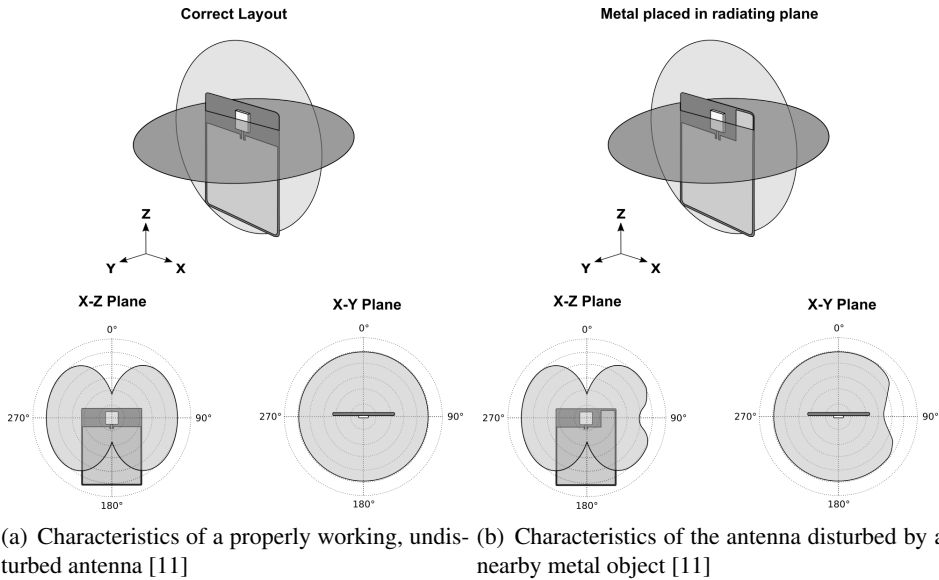 Correct Layout
Metal placed in radiating plane
Z
Y
X
Z
Y
X
X-Z Plane
X-Y Plane
X-Z Plane
X-Y Plane
0°
270°
90°
180°
0°
270°
90°
180°
0°
270°
90°
180°
0°
270°
90°
180°
(a) Characteristics of a properly working, undis-
turbed antenna [11]
(b) Characteristics of the antenna disturbed by a
nearby metal object [11]